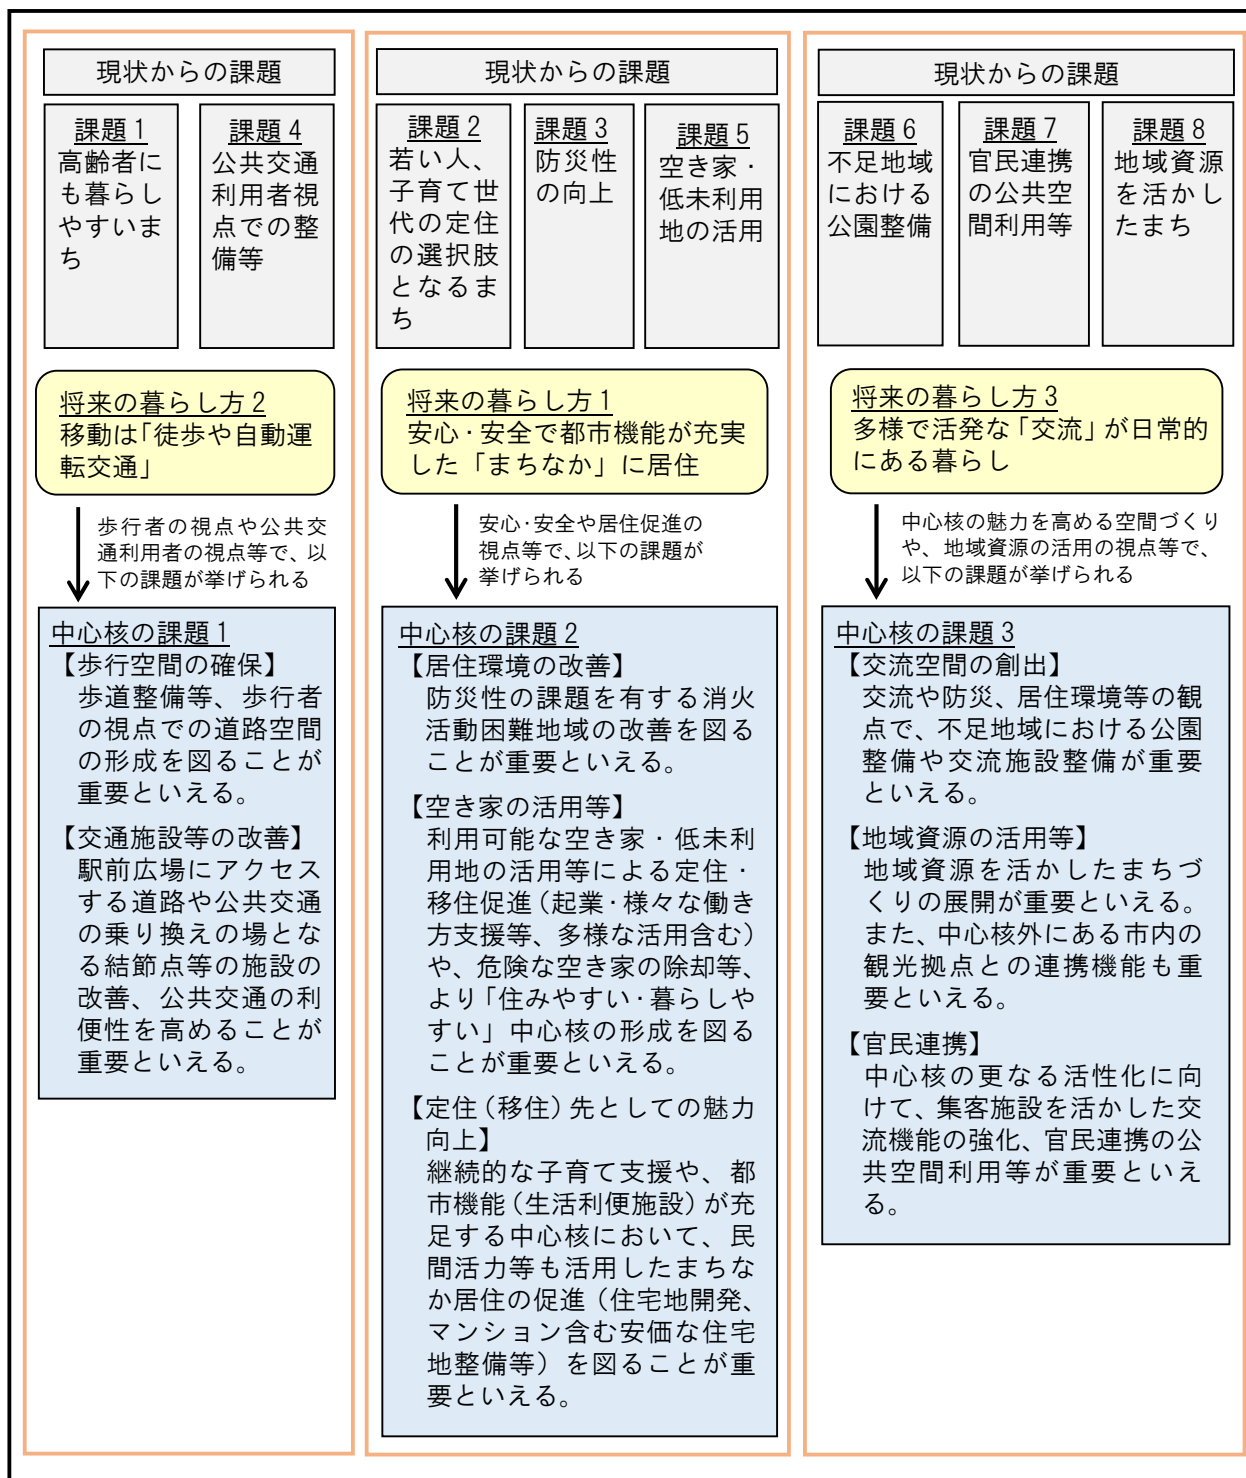 現状からの課題
課題1
高齢者に
も暮らし
やすいま
ち
課題4
公共交通
利用者視
点での整
備等
将来の暮らし方2
移動は「徒歩や自動運
転交通」
歩行者の視点や公共交
通利用者の視点等で、以
下の課題が挙げられる
中心核の課題1
【歩行空間の確保】
歩道整備等、歩行者
の視点での道路空間
の形成を図ることが
重要といえる。
【交通施設等の改善】
駅前広場にアクセス
する道路や公共交通
の乗り換えの場とな
る結節点等の施設の
改善、公共交通の利
便性を高めることが
重要といえる。
現状からの課題
課題2
若い人、
子育て世
代の定住
の選択肢
となるま
ち
課題3
防災性
の向上
課題5
空き家・
低未利用
地の活用
将来の暮らし方1
安心・安全で都市機能が充実
した「まちなか」に居住
安心・安全や居住促進の
視点等で、以下の課題が
挙げられる
中心核の課題2
【居住環境の改善】
防災性の課題を有する消火
活動困難地域の改善を図る
ことが重要といえる。
【空き家の活用等】
利用可能な空き家・低未利
用地の活用等による定住・
移住促進（起業・様々な働き
方支援等、多様な活用含む）
や、危険な空き家の除却等、
より「住みやすい・暮らしや
すい」中心核の形成を図る
ことが重要といえる。
【定住（移住）先としての魅力
向上】
継続的な子育て支援や、都
市機能（生活利便施設）が充
足する中心核において、民
間活力等も活用したまちな
か居住の促進（住宅地開発、
マンション含む安価な住宅
地整備等）を図ることが重
要といえる。
現状からの課題
課題6
不足地域
における
公園整備
課題7
官民連携
の公共空
間利用等
課題8
地域資源
を活かし
たまち
将来の暮らし方3
多様で活発な「交流」が日常的
にある暮らし
中心核の魅力を高める空間づくり
や、地域資源の活用の視点等で、
以下の課題が挙げられる
中心核の課題3
【交流空間の創出】
交流や防災、居住環境等の観
点で、不足地域における公園
整備や交流施設整備が重要
といえる。
【地域資源の活用等】
地域資源を活かしたまちづ
くりの展開が重要といえる。
また、中心核外にある市内の
観光拠点との連携機能も重
要といえる。
【官民連携】
中心核の更なる活性化に向
けて、集客施設を活かした交
流機能の強化、官民連携の公
共空間利用等が重要といえ
る。